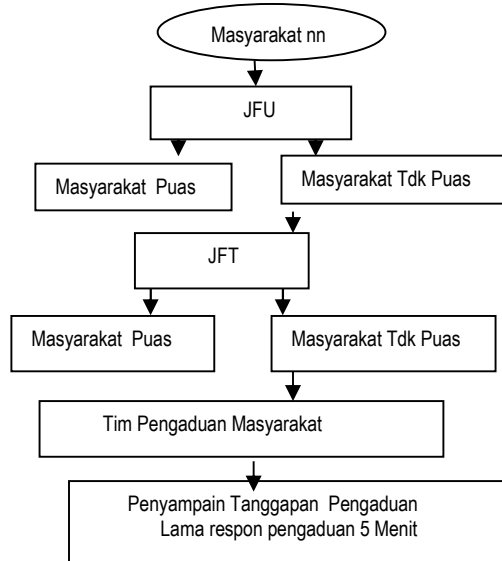 Masyarakat nn
JFU
Masyarakat Puas
Masyarakat Tdk Puas
JFT
Masyarakat Puas
Masyarakat Tdk Puas
Tim Pengaduan Masyarakat
Penyampain Tanggapan Pengaduan
Lama respon pengaduan 5 Menit